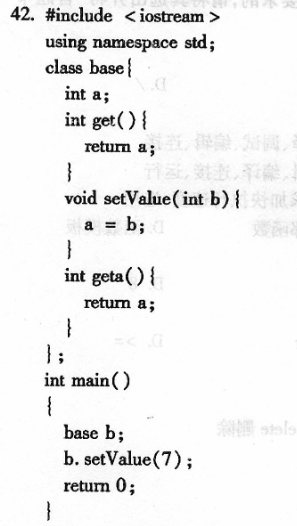 42. #include <iostream>
using namespace std;
class base{
int a;
int get(){
return a;
}
void setValue(int b){
a = b;
}
int geta(){
return a;
}
};
int main()
{
base b;
b. setValue(7);
return 0;
}